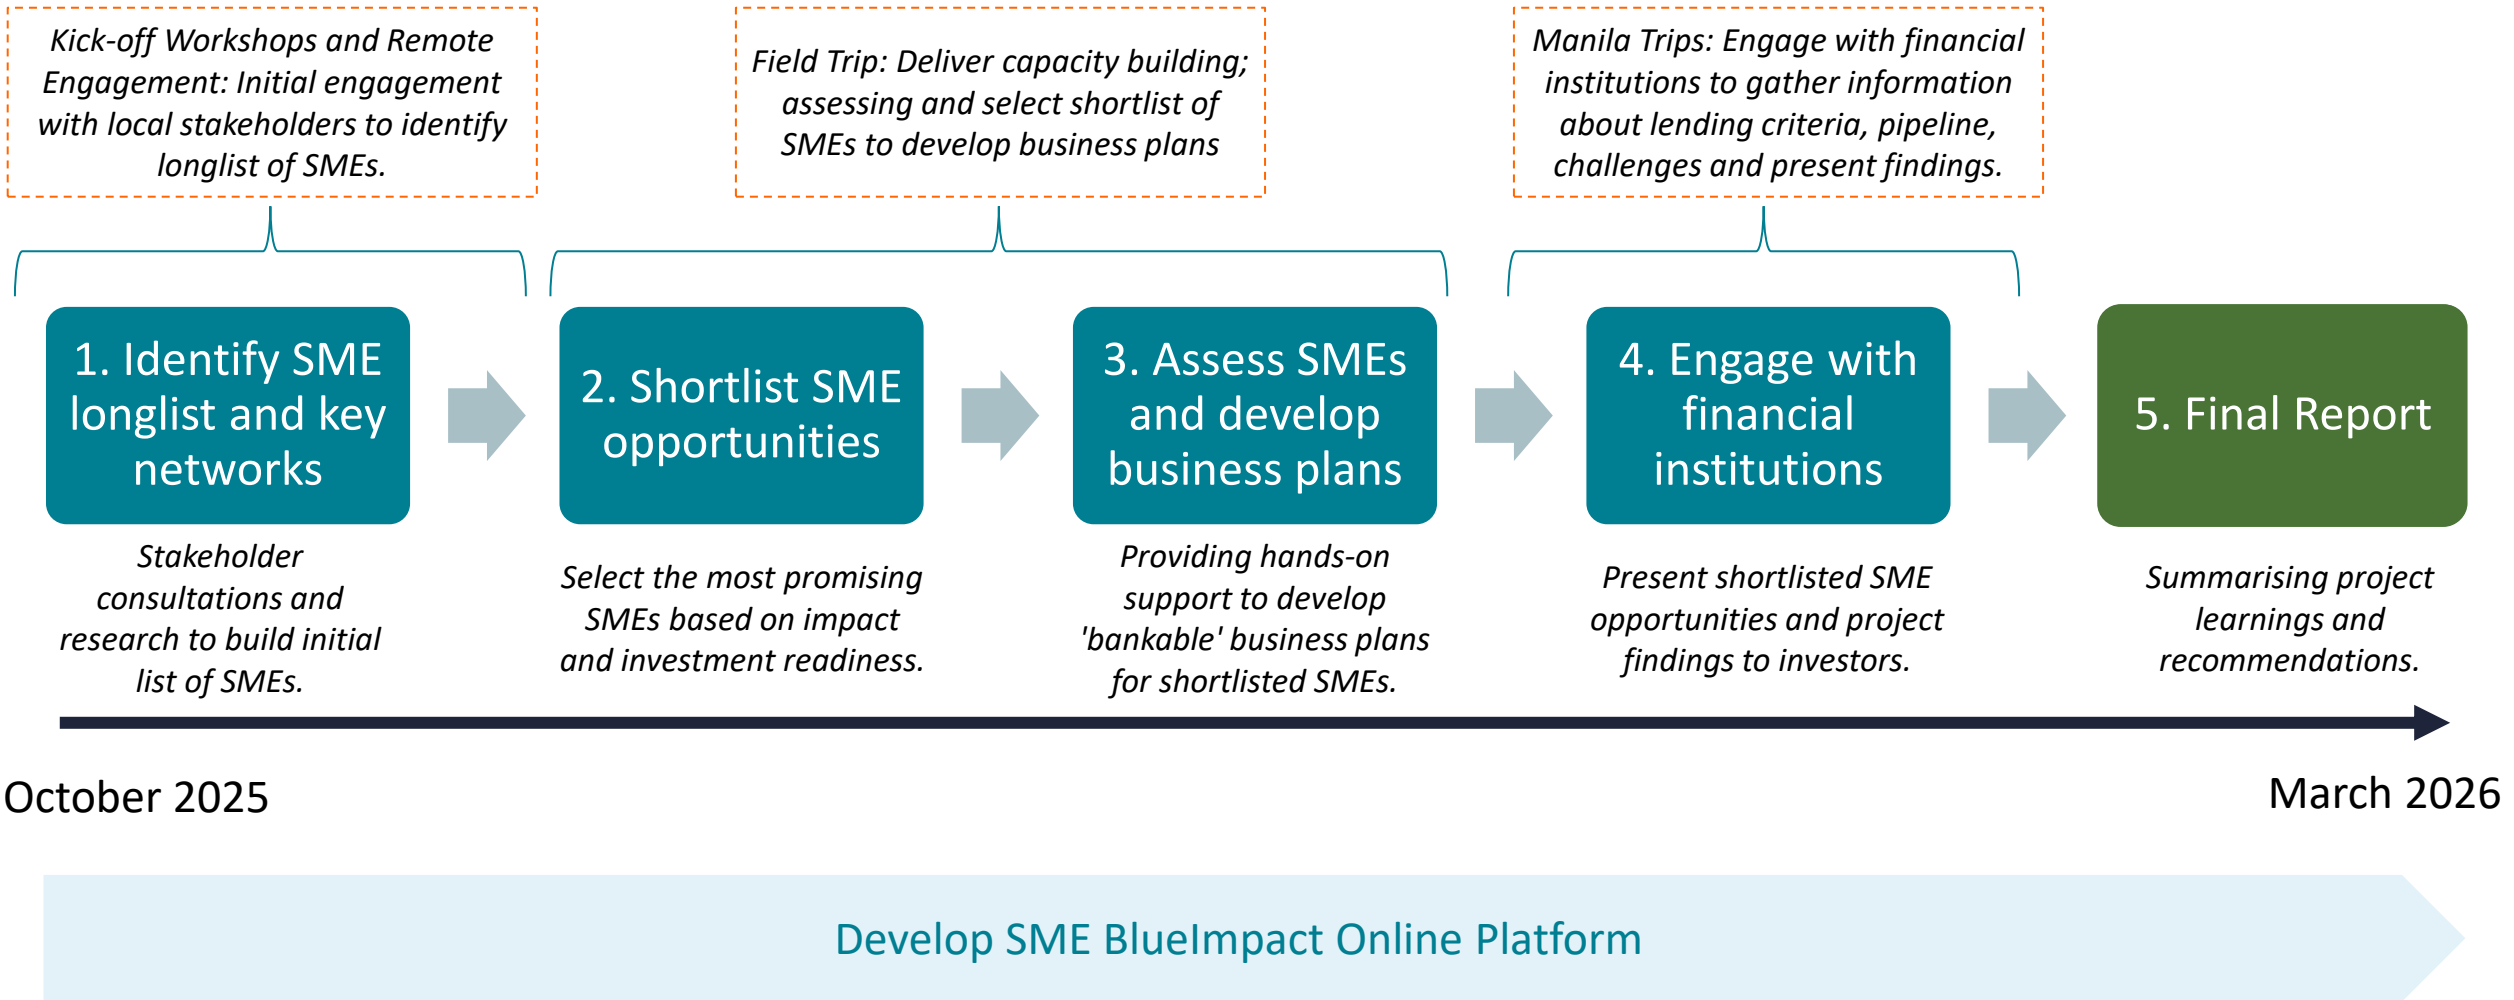 Kick-off Workshops and Remote
Engagement: Initial engagement
with local stakeholders to identify
longlist of SMEs.
Field Trip: Deliver capacity building;
assessing and select shortlist of
SMEs to develop business plans
Manila Trips: Engage with financial
institutions to gather information
about lending criteria, pipeline,
challenges and present findings.
1. Identify SME
longlist and key
networks
2. Shortlist SME
opportunities
3. Assess SMEs
and develop
business plans
4. Engage with
financial
institutions
5. Final Report
Stakeholder
consultations and
research to build initial
list of SMEs.
Select the most promising
SMEs based on impact
and investment readiness.
Providing hands-on
support to develop
'bankable' business plans
for shortlisted SMEs.
Present shortlisted SME
opportunities and project
findings to investors.
Summarising project
learnings and
recommendations.
October 2025
March 2026
Develop SME BlueImpact Online Platform